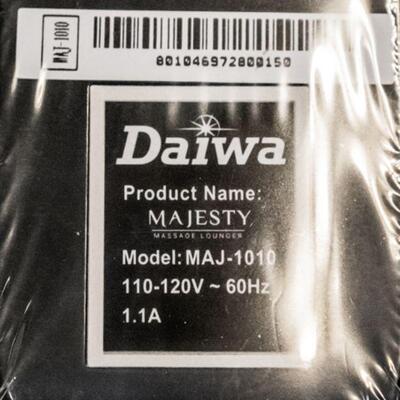 MAJ-1010
801046972800150
Daiwa
Product Name:
MAJESTY
MASSAGE LOUNGER
Model: MAJ-1010
110-120V ~ 60Hz
1.1A